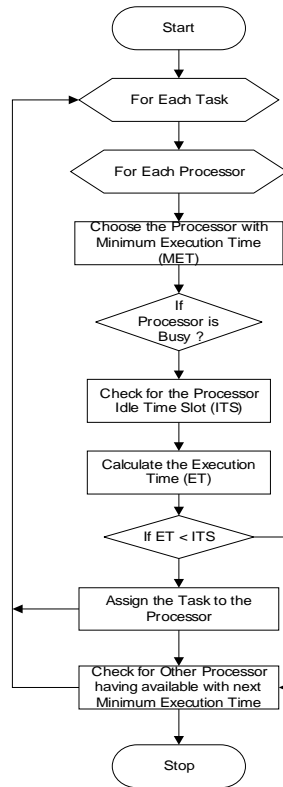 Start
For Each Task
For Each Processor
Choose the Processor with
Minimum Execution Time
(MET)
If
Processor is
Busy ?
Check for the Processor
Idle Time Slot (ITS)
Calculate the Execution
Time (ET)
If ET < ITS
Assign the Task to the
Processor
Check for Other Processor
having available with next
Minimum Execution Time
Stop